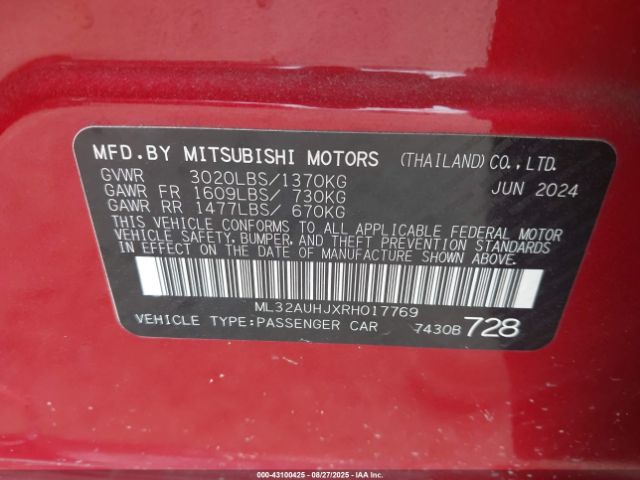 MFD.BY MITSUBISHI MOTORS (THAILAND) CO., LTD.
GVWR 3020LBS/1370KG JUN 2024
GAWR FR 1609LBS/ 730KG
GAWR RR 1477LBS/ 670KG
THIS VEHICLE CONFORMS TO ALL APPLICABLE FEDERAL MOTOR
VEHICLE SAFETY, BUMPER, AND THEFT PREVENTION STANDARDS
IN EFFECT ON THE DATE OF MANUFACTURE SHOWN ABOVE.
ML32AUHJXRH017769
VEHICLE TYPE:PASSENGER CAR 7430B 728
000-43100425 - 08/27/2025 - IAAI.COM